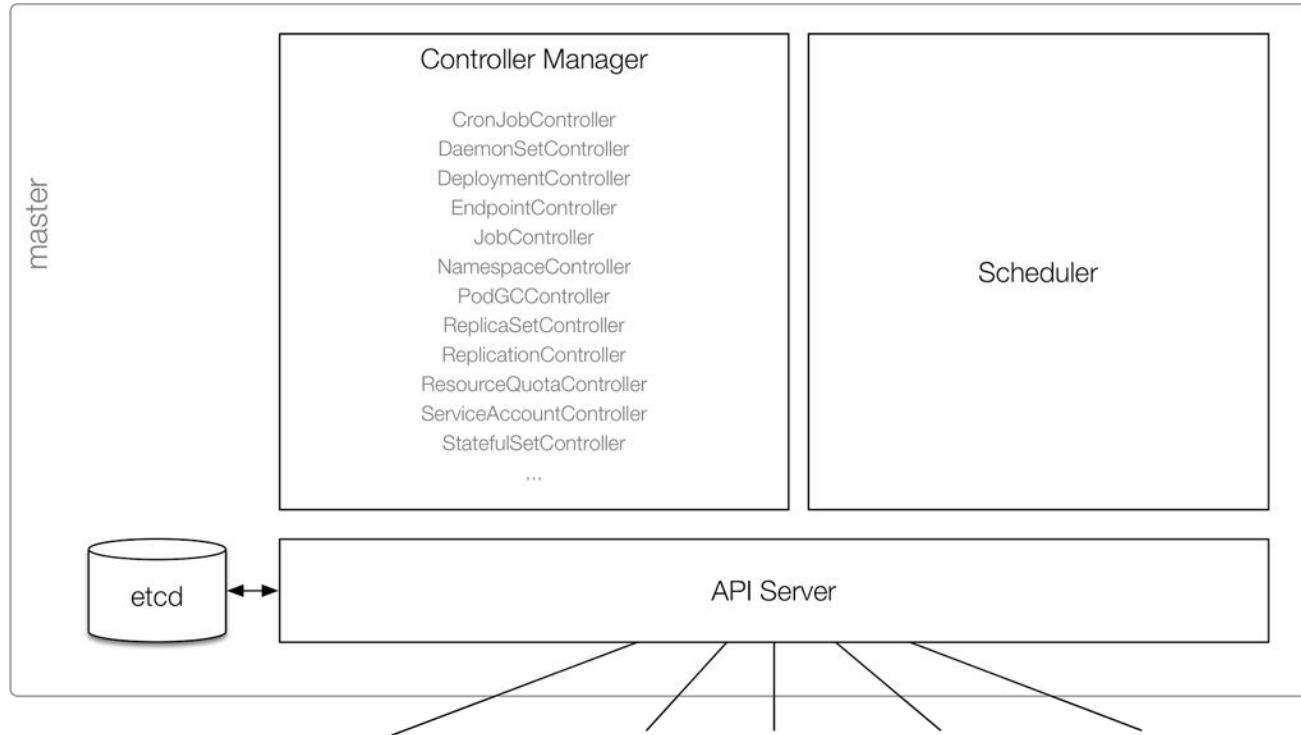 master
Controller Manager
CronJobController
DaemonSetController
DeploymentController
EndpointController
JobController
NamespaceController
PodGCController
ReplicaSetController
ReplicationController
ResourceQuotaController
ServiceAccountController
StatefulSetController
...
Scheduler
etcd
API Server